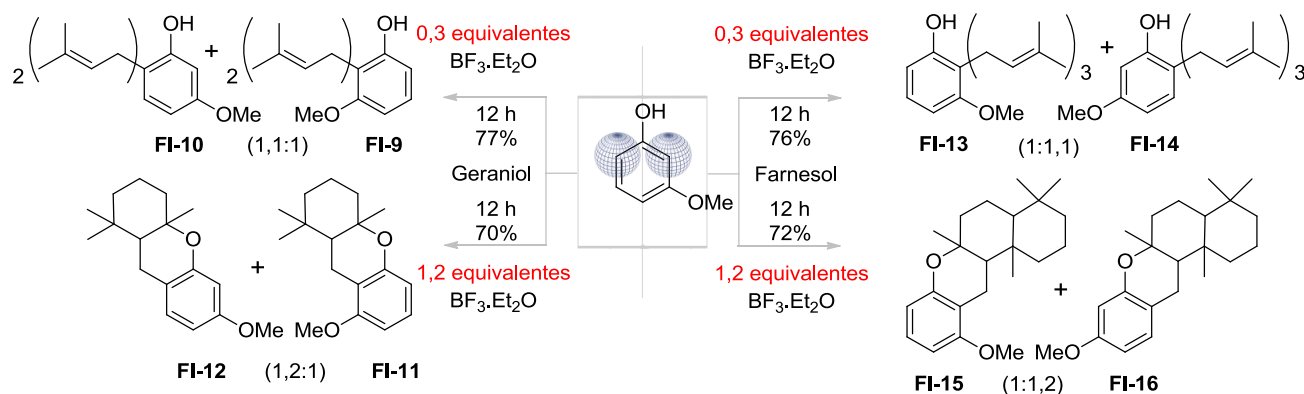 OH
OH
2
+
2
OMe
MeO
FI-10
(1,1:1)
FI-9
0,3 equivalentes
BF3.Et2O
12 h
77%
Geraniol
12 h
70%
1,2 equivalentes
BF3.Et2O
OH
OMe
0,3 equivalentes
BF3.Et2O
12 h
76%
Farnesol
12 h
72%
1,2 equivalentes
BF3.Et2O
OH
OH
3
+
3
OMe
MeO
FI-13
(1:1,1)
FI-14
O
O
+
OMe
MeO
FI-12
(1,2:1)
FI-11
O
O
+
OMe
MeO
FI-15
(1:1,2)
FI-16